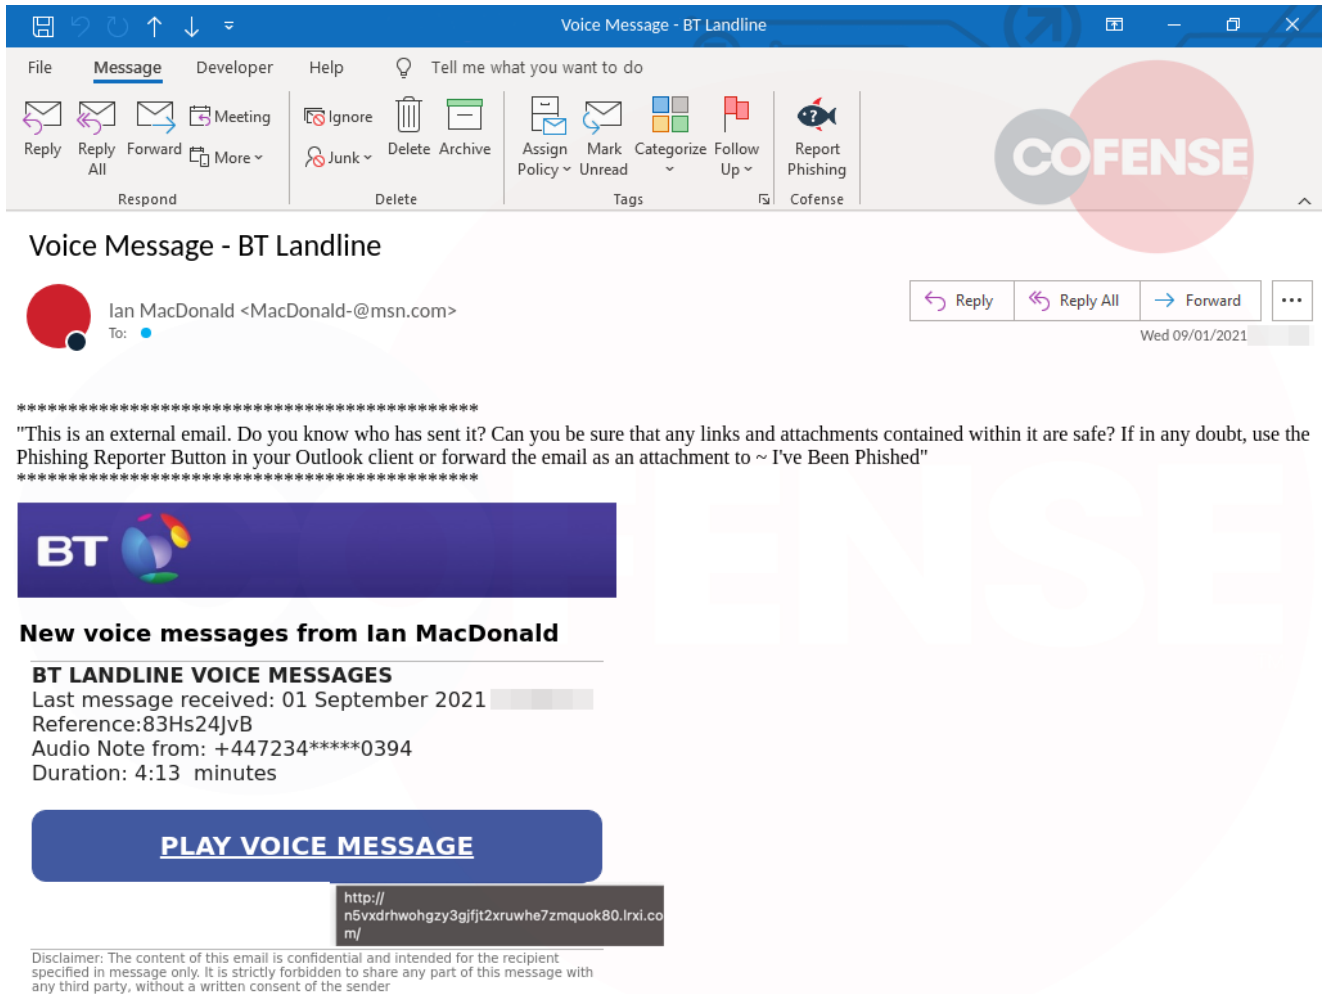 Voice Message - BT Landline
File Message Developer Help Tell me what you want to do
Reply Reply All Forward Meeting More Ignore Junk Delete Archive Assign Policy Mark Unread Categorize Follow Up Report Phishing
Respond Delete Tags Cofense
COFENSE
Voice Message - BT Landline
Ian MacDonald <MacDonald-@msn.com>
To:
Reply Reply All Forward
Wed 09/01/2021
*********************************************
"This is an external email. Do you know who has sent it? Can you be sure that any links and attachments contained within it are safe? If in any doubt, use the
Phishing Reporter Button in your Outlook client or forward the email as an attachment to ~ I've Been Phished"
*********************************************
BT
New voice messages from Ian MacDonald
BT LANDLINE VOICE MESSAGES
Last message received: 01 September 2021
Reference:83Hs24JvB
Audio Note from: +447234*****0394
Duration: 4:13 minutes
PLAY VOICE MESSAGE
http://
n5vxdrhwohgzy3gjfjt2xruwhe7zmquok80.lrxi.co
m/
Disclaimer: The content of this email is confidential and intended for the recipient
specified in message only. It is strictly forbidden to share any part of this message with
any third party, without a written consent of the sender
COFENSE